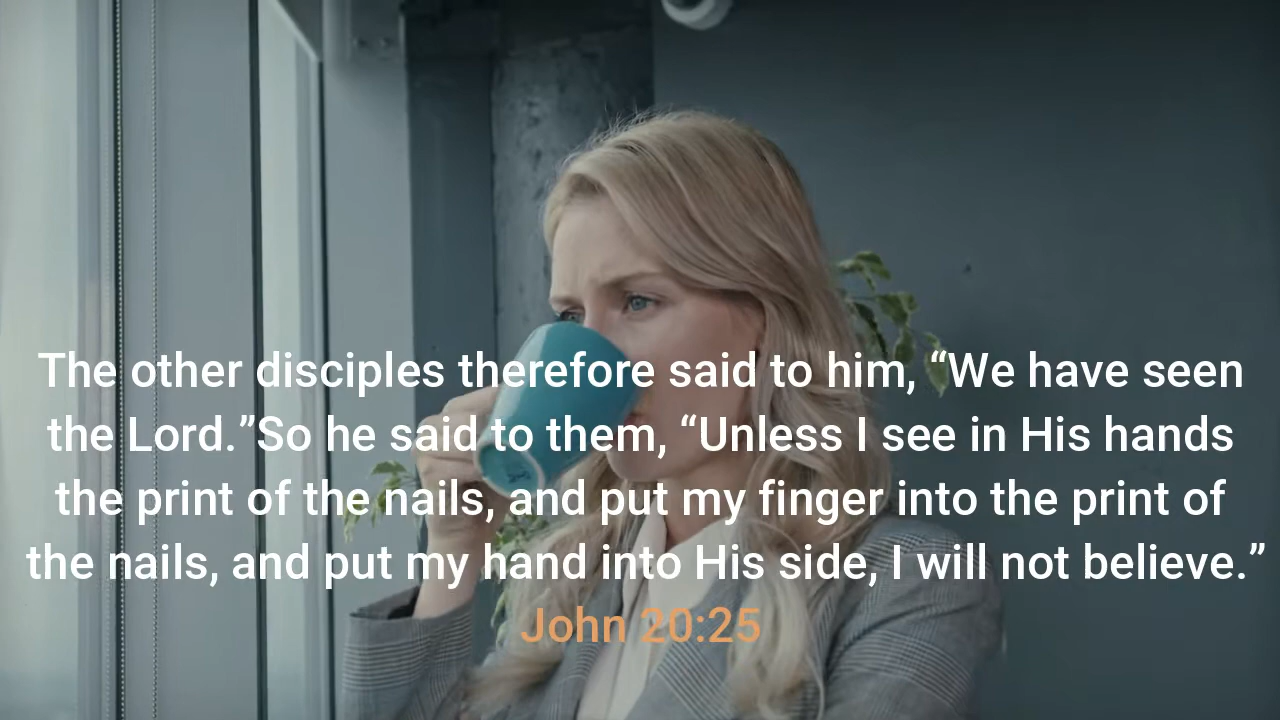 The other disciples therefore said to him, “We have seen
the Lord.”So he said to them, “Unless I see in His hands
the print of the nails, and put my finger into the print of
the nails, and put my hand into His side, I will not believe.”
John 20:25